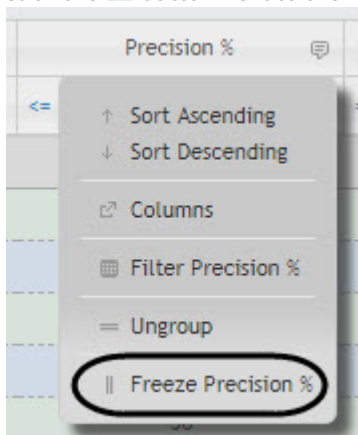 Precision %
<=
Sort Ascending
Sort Descending
Columns
Filter Precision %
Ungroup
Freeze Precision %